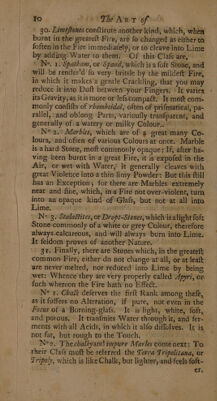 10 The ART of
30. Limestones constitute another kind, which, when
burnt in the greatest Fire, are so changed as either to
soften in the Fire immediately, or to cleave into Lime
by adding Water to them. Of this Class are,
No. 1. Spathum, or Spaad, which is a soft Stone, and
will be render'd so very brittle by the mildest Fire,
in which it makes a gentle Crackling, that you may
reduce it into Dust between your Fingers. It varies
its Gravity, as it is more or less compact. It most com-
monly consists of rhomboidal, often of prismatical, pa-
rallel, and oblong Parts, variously transparent, and
generally of a watery or milky Colour.
No 2. Marbles, which are of a great many Co-
lours, and often of various Colours at once. Marble
is a hard Stone, most commonly opaque: If, after ha-
ving been burnt in a great Fire, it is exposed in the
Air, or wet with Water, it generally cleaves with
great Violence into a thin limy Powder: But this still
has an Exception; for there are Marbles extremely
neat and fine, which, in a Fire not over-violent, turn
into an opaque kind of Glass, but not at all into
Lime.
No. 3. Stalactites, or Drope-Stones, which is a light soft
Stone commonly of a white or grey Colour, therefore
always calcareous, and will always burn into Lime.
It seldom proves of another Nature.
31. Finally, there are Stones which, in the greatest
common Fire, either do not change at all, or at least
are never melted, nor reduced into Lime by being
wet: Whence they are very properly called Apyri, or
such whereon the Fire hath no Effect.
No 1. Chalk deserves the first Rank among these,
as it suffers no Alteration, if pure, not even in the
Focus of a Burning-glass. It is light, white, soft,
and porous. It transmits Water through it, and fer-
ments with all Acids, in which it also dissolves. It is
not fat, but rough to the Touch.
No 2. The chalky and impure Marles come next: To
their Class must be referred the Terra Tripolitana, or
Tripoly, which is like Chalk, but lighter, and feels soft-
er.